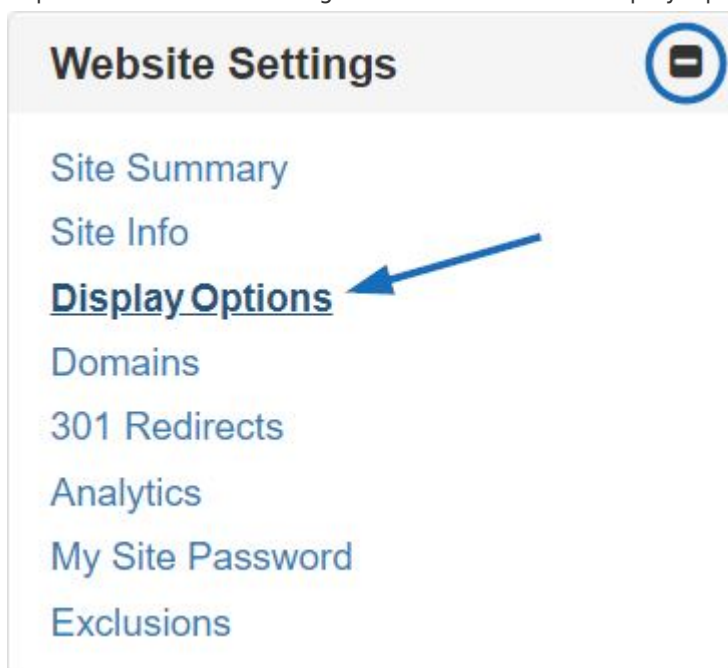 Website Settings
Site Summary
Site Info
Display Options
Domains
301 Redirects
Analytics
My Site Password
Exclusions